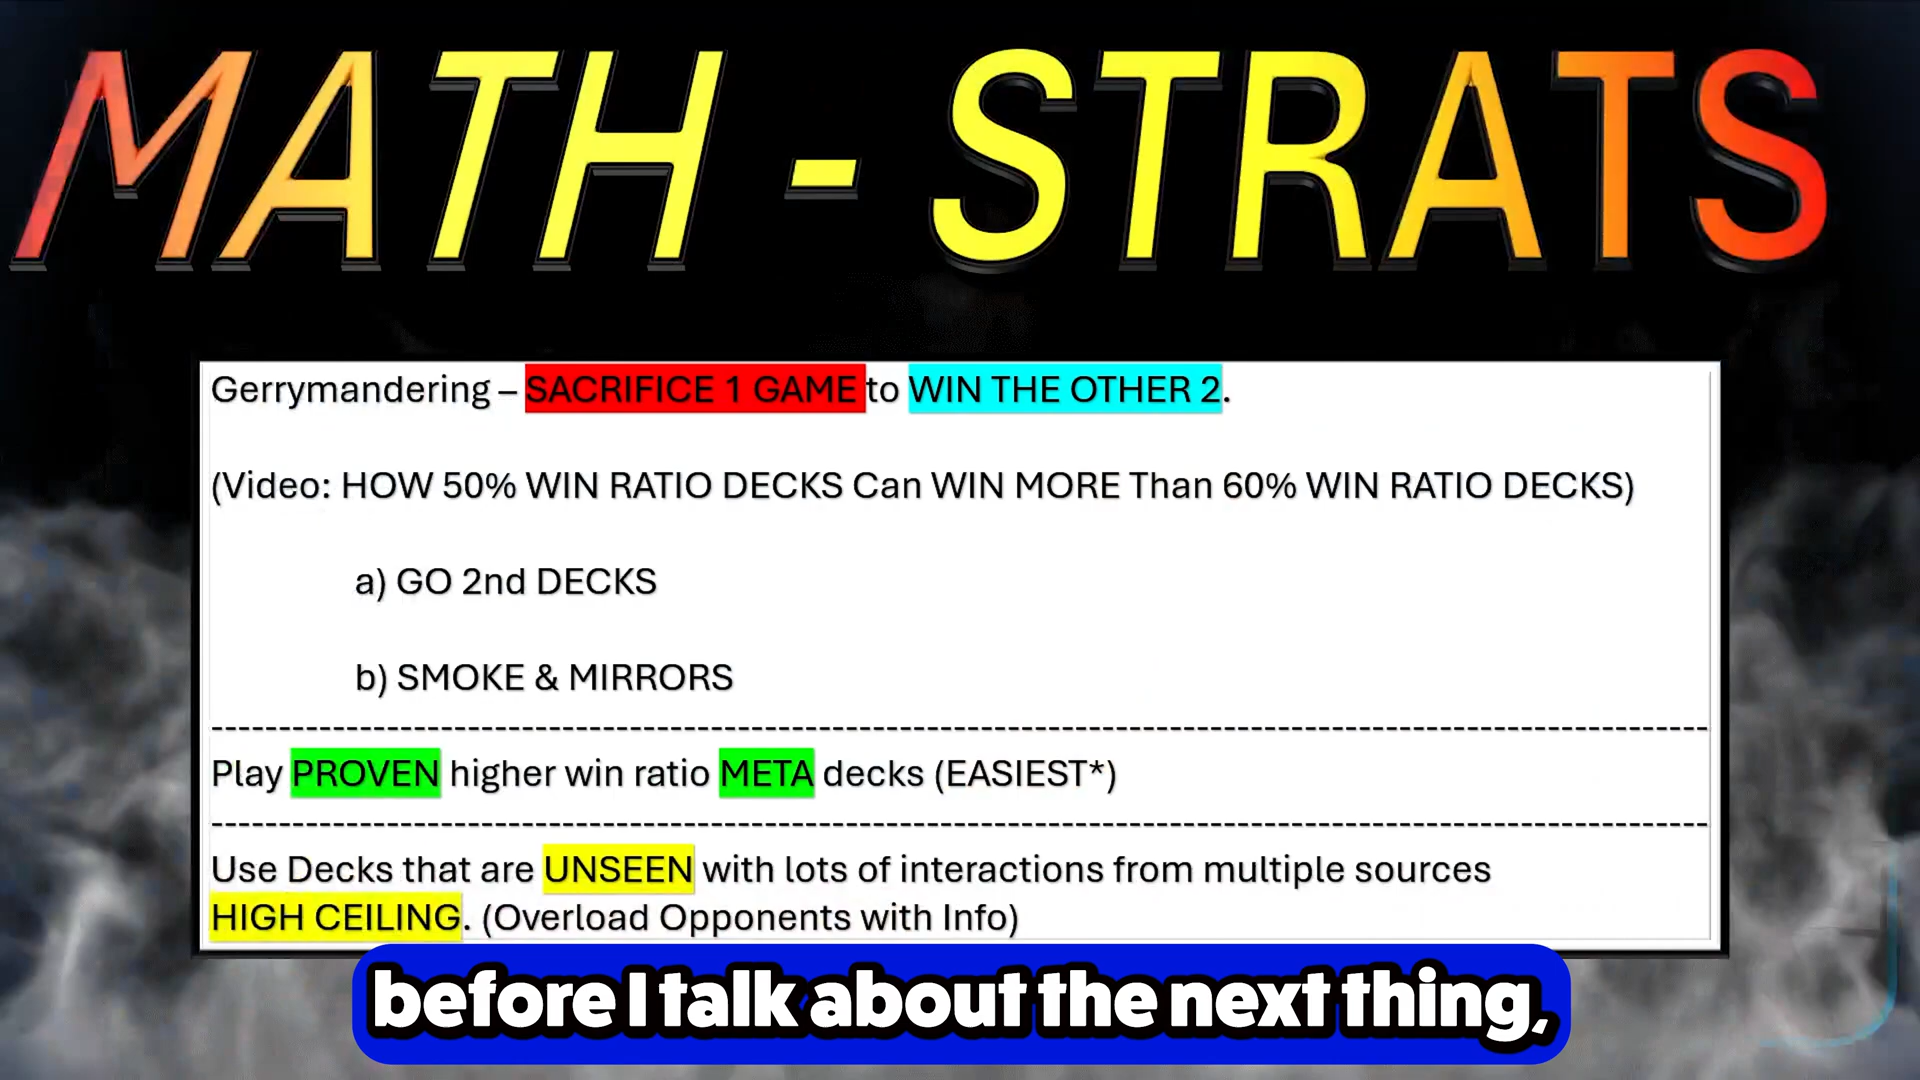 MATH - STRATS
Gerrymandering – SACRIFICE 1 GAME to WIN THE OTHER 2.
(Video: HOW 50% WIN RATIO DECKS Can WIN MORE Than 60% WIN RATIO DECKS)
a) GO 2nd DECKS
b) SMOKE & MIRRORS
Play PROVEN higher win ratio META decks (EASIEST*)
Use Decks that are UNSEEN with lots of interactions from multiple sources
HIGH CEILING. (Overload Opponents with Info)
before I talk about the next thing,